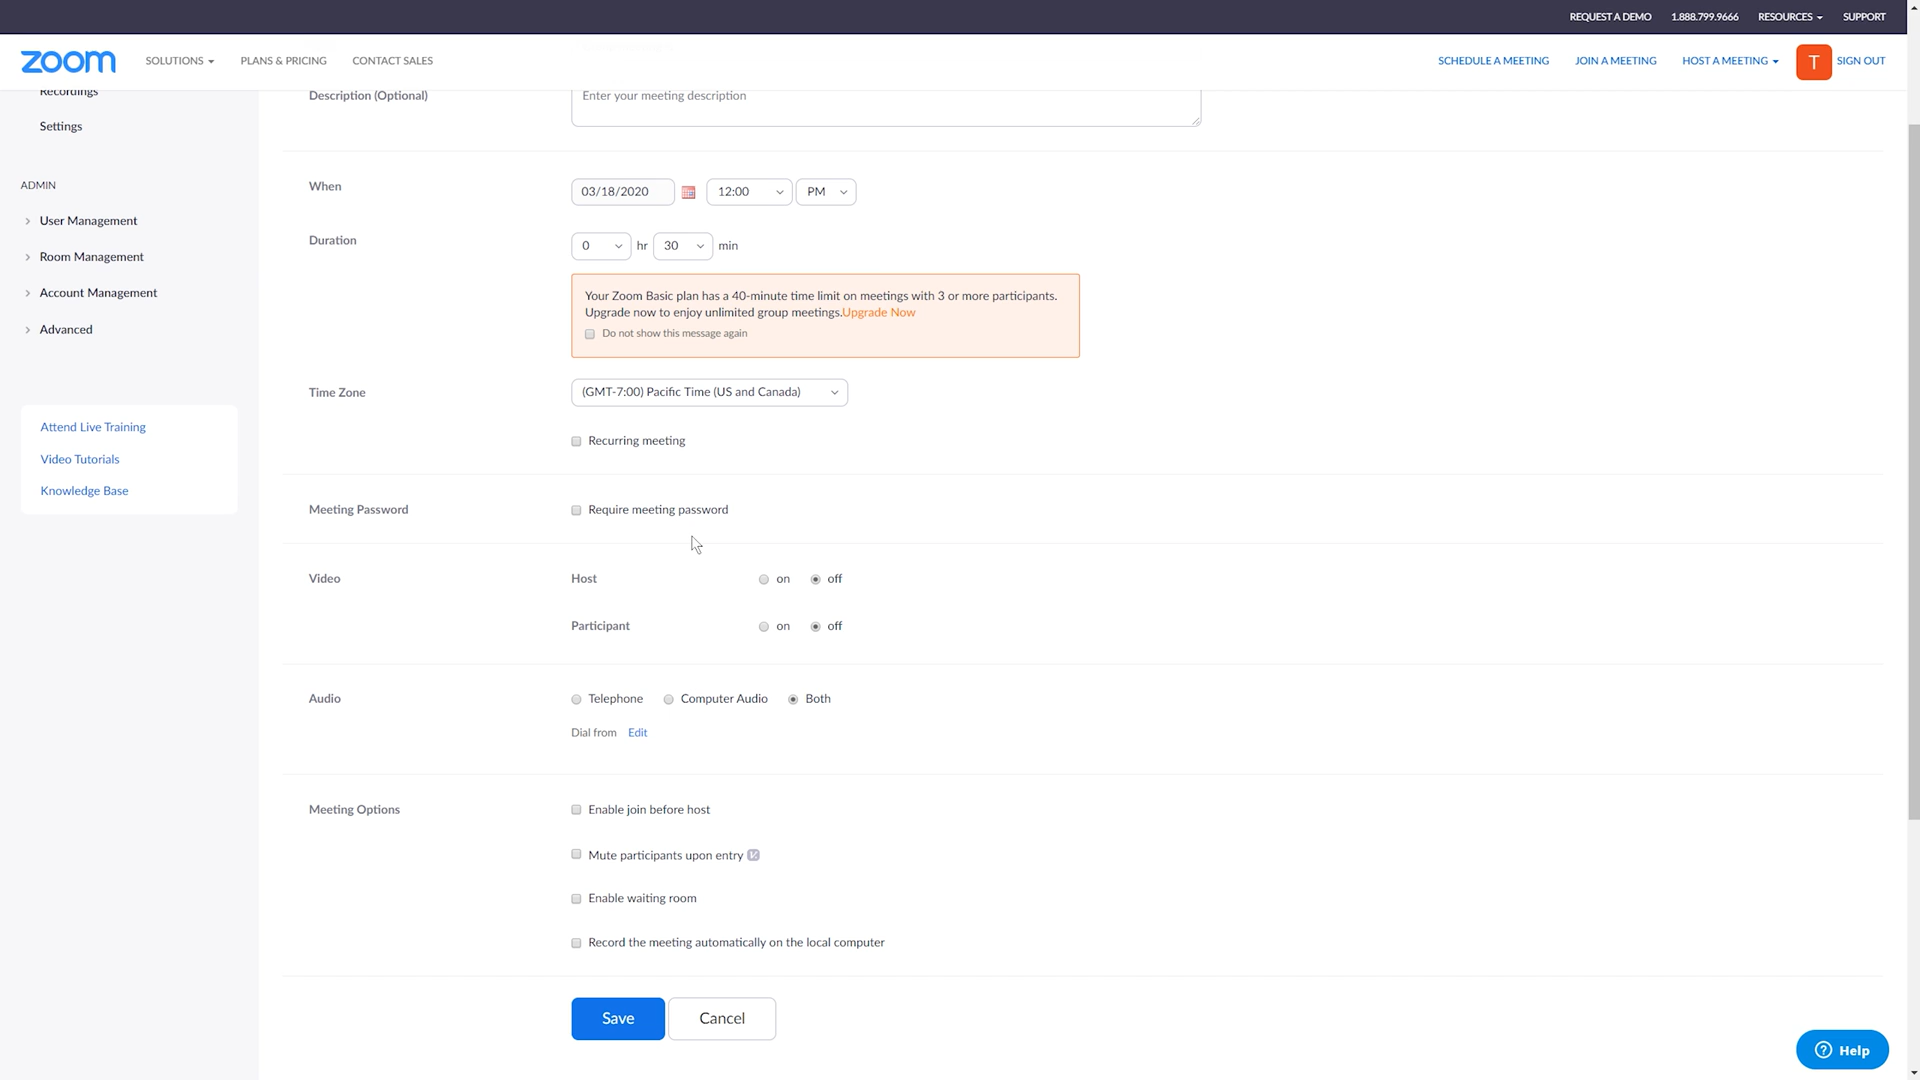 REQUEST A DEMO 1.888.799.9666 RESOURCES SUPPORT
zoom SOLUTIONS PLANS & PRICING CONTACT SALES SCHEDULE A MEETING JOIN A MEETING HOST A MEETING T SIGN OUT
Recordings
Settings
ADMIN
User Management
Room Management
Account Management
Advanced
Attend Live Training
Video Tutorials
Knowledge Base
Description (Optional) Enter your meeting description
When 03/18/2020 12:00 PM
Duration 0 hr 30 min
Your Zoom Basic plan has a 40-minute time limit on meetings with 3 or more participants.
Upgrade now to enjoy unlimited group meetings.Upgrade Now
Do not show this message again
Time Zone (GMT-7:00) Pacific Time (US and Canada)
Recurring meeting
Meeting Password Require meeting password
Video Host on off
Participant on off
Audio Telephone Computer Audio Both
Dial from Edit
Meeting Options Enable join before host
Mute participants upon entry
Enable waiting room
Record the meeting automatically on the local computer
Save Cancel
Help